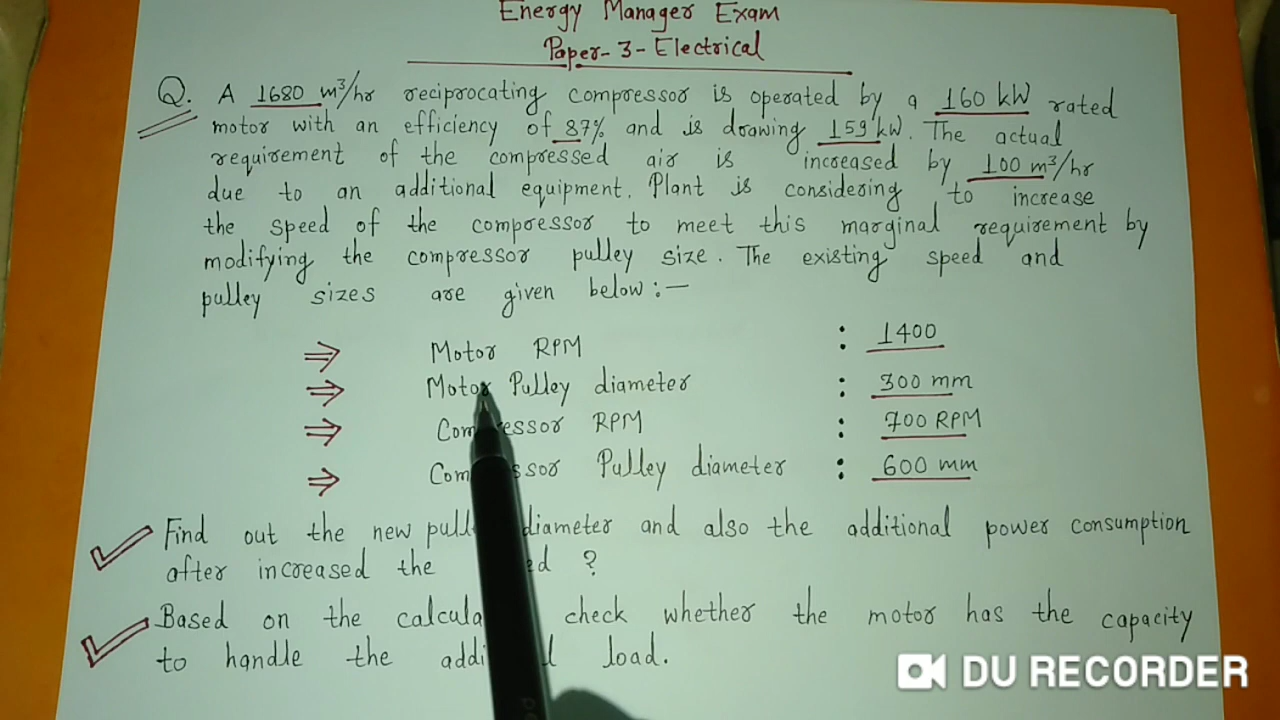 Energy Manager Exam
Paper-3-Electrical
Q. A 1680 m³/hr reciprocating compressor is operated by a 160 kW rated
motor with an efficiency of 87% and is drawing 159 kW. The actual
requirement of the compressed air is increased by 100 m³/hr
due to an additional equipment. Plant is considering to increase
the speed of the compressor to meet this marginal requirement by
modifying the compressor pulley size. The existing speed and
pulley sizes are given below:-
⇒ Motor RPM : 1400
⇒ Motor Pulley diameter : 300 mm
⇒ Compressor RPM : 700 RPM
⇒ Compressor Pulley diameter : 600 mm
Find out the new diameter and also the additional power consumption
after increased the ?
Based on the check whether the motor has the capacity
to handle the load.
DU RECORDER